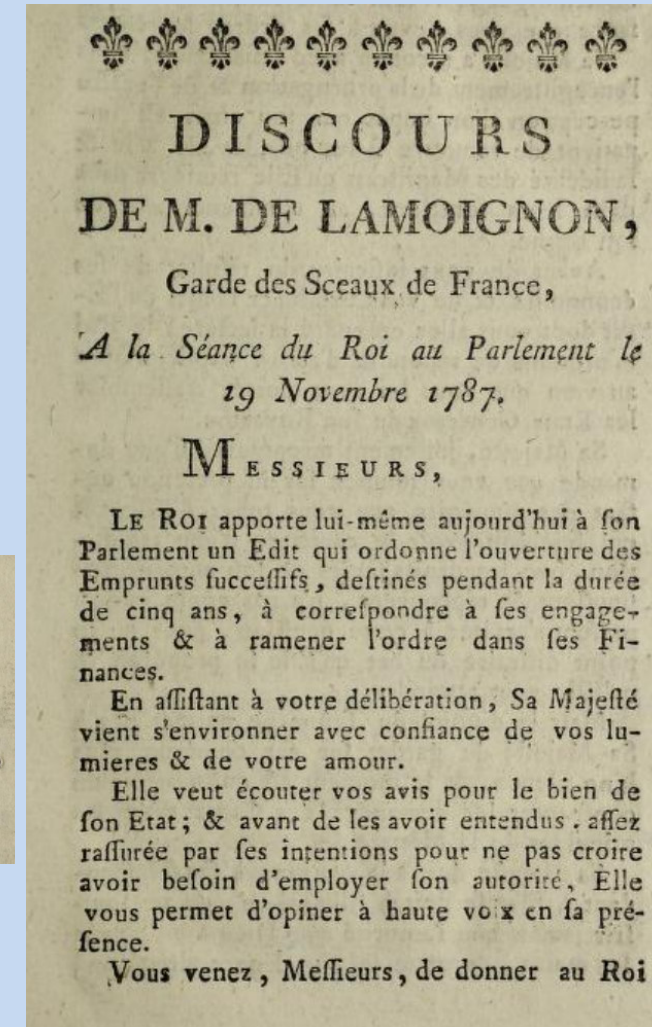 DISCOURS
DE M. DE LAMOIGNON,
Garde des Sceaux de France,
A la Séance du Roi au Parlement le
19 Novembre 1787.
MESSIEURS,
LE ROI apporte lui-même aujourd'hui à ſon
Parlement un Edit qui ordonne l'ouverture des
Emprunts ſucceſſifs, deſtinés pendant la durée
de cinq ans, à correſpondre à ſes engage-
ments & à ramener l'ordre dans ſes Fi-
nances.
En aſſiſtant à votre délibération, Sa Majeſté
vient s'environner avec confiance de vos lu-
mieres & de votre amour.
Elle veut écouter vos avis pour le bien de
ſon Etat; & avant de les avoir entendus, aſſez
raſſurée par ſes intentions pour ne pas croire
avoir beſoin d'employer ſon autorité, Elle
vous permet d'opiner à haute voix en ſa pré-
ſence.
Vous venez, Meſſieurs, de donner au Roi